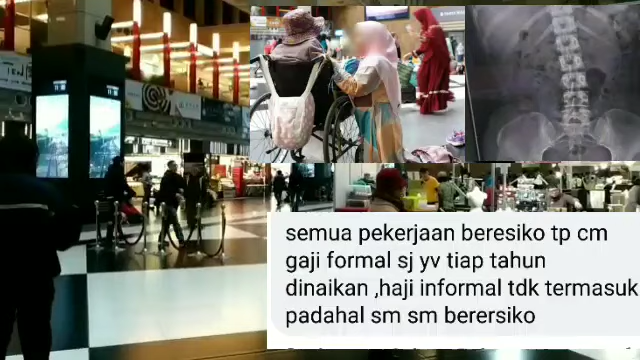 semua pekerjaan beresiko tp cm
gaji formal sj yv tiap tahun
dinaikan ,haji informal tdk termasuk
padahal sm sm berersiko